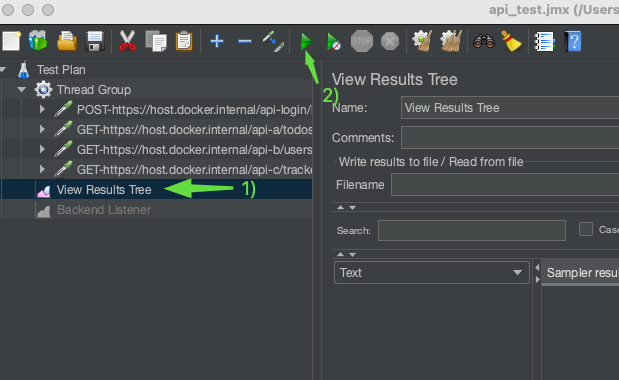 api_test.jmx (/Users
Test Plan
Thread Group
POST-https://host.docker.internal/api-login/
GET-https://host.docker.internal/api-a/todos
GET-https://host.docker.internal/api-b/users
GET-https://host.docker.internal/api-c/tracke
View Results Tree
1)
Backend Listener
2)
View Results Tree
Name:
View Results Tree
Comments:
Write results to file / Read from file
Filename
Search:
Case
Text
Sampler resul
STOP